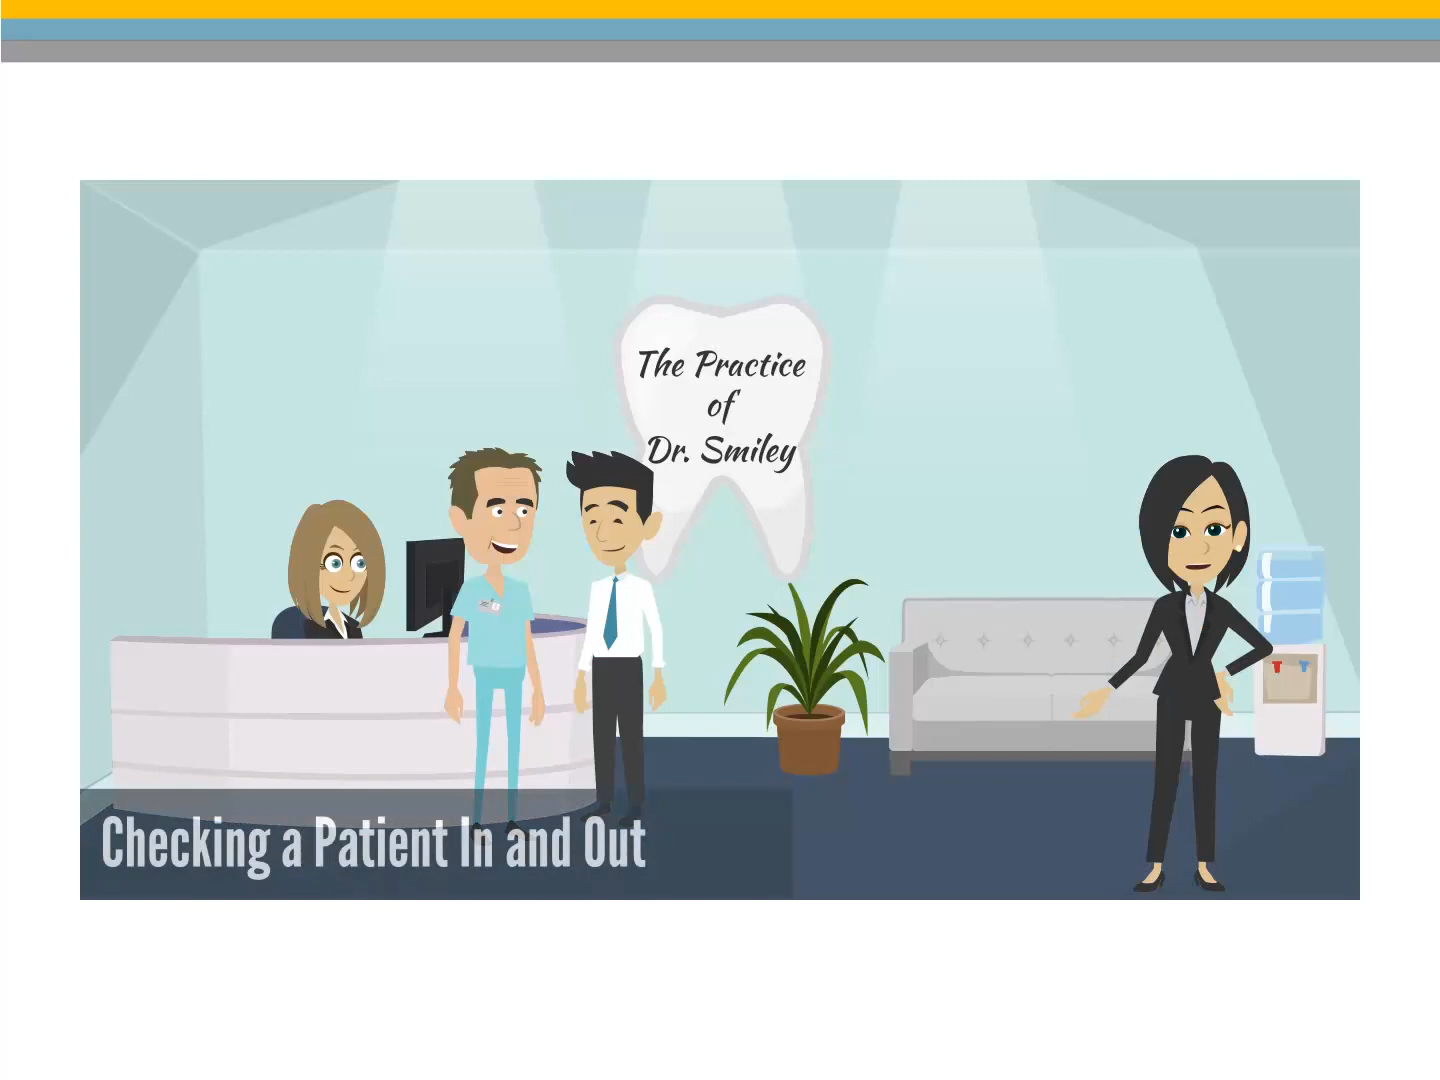 The Practice
of
Dr. Smiley
Checking a Patient In and Out